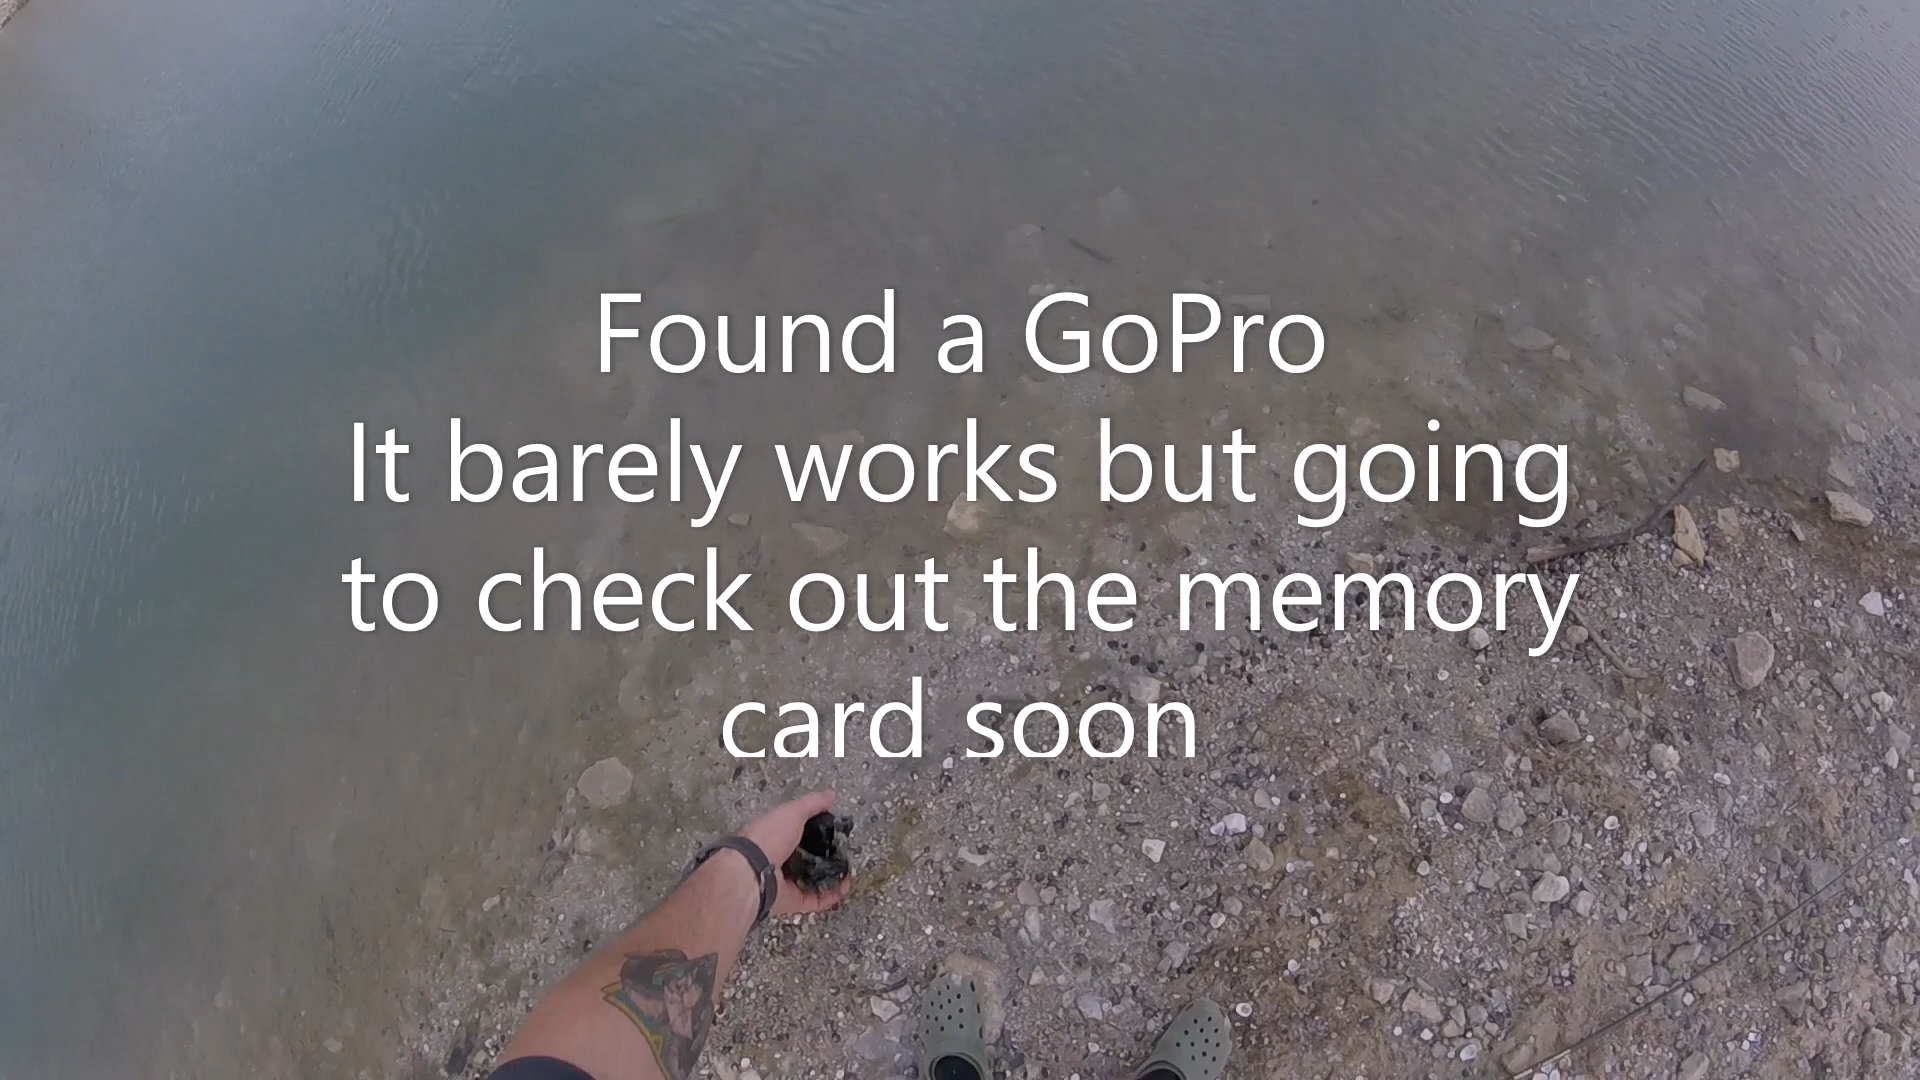 Found a GoPro
It barely works but going
to check out the memory
card soon